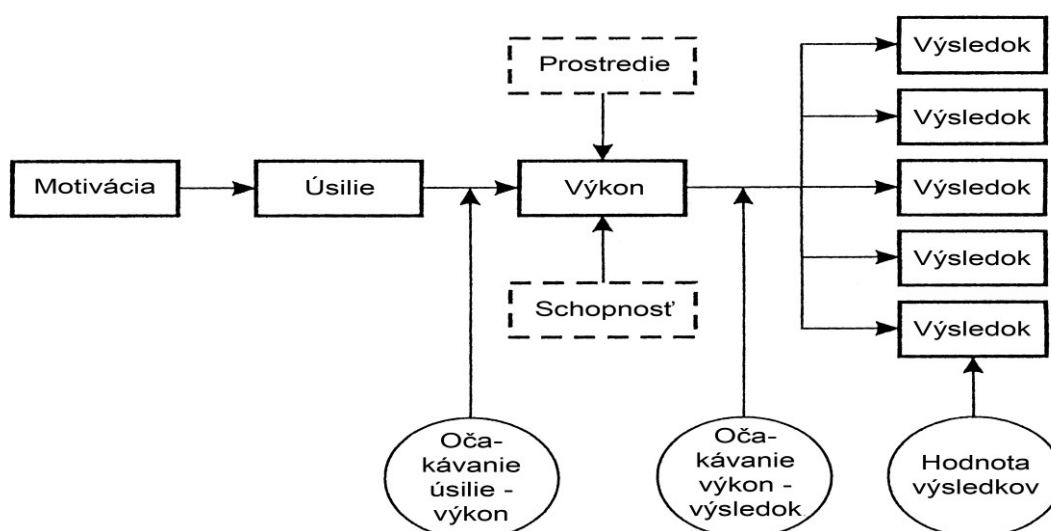 Prostredie
Výsledok
Výsledok
Motivácia
Úsilie
Výkon
Výsledok
Výsledok
Schopnosť
Výsledok
Oča-
kávanie
úsilie -
výkon
Oča-
kávanie
výkon -
výsledok
Hodnota
výsledkov